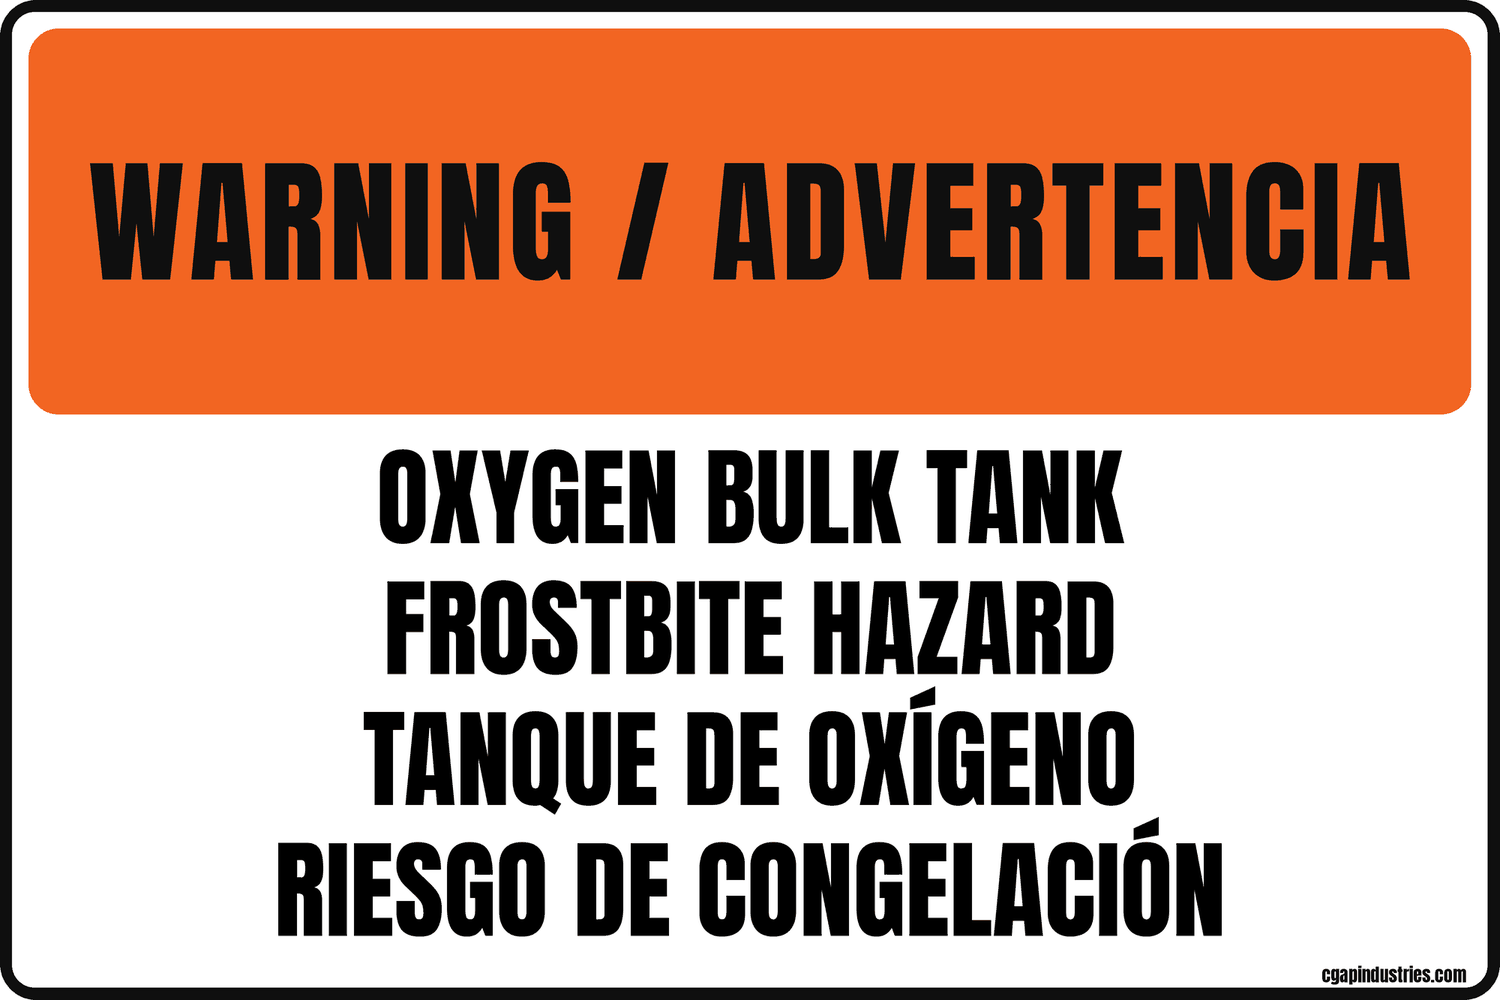 WARNING / ADVERTENCIA
OXYGEN BULK TANK
FROSTBITE HAZARD
TANQUE DE OXÍGENO
RIESGO DE CONGELACIÓN
cgapindustries.com